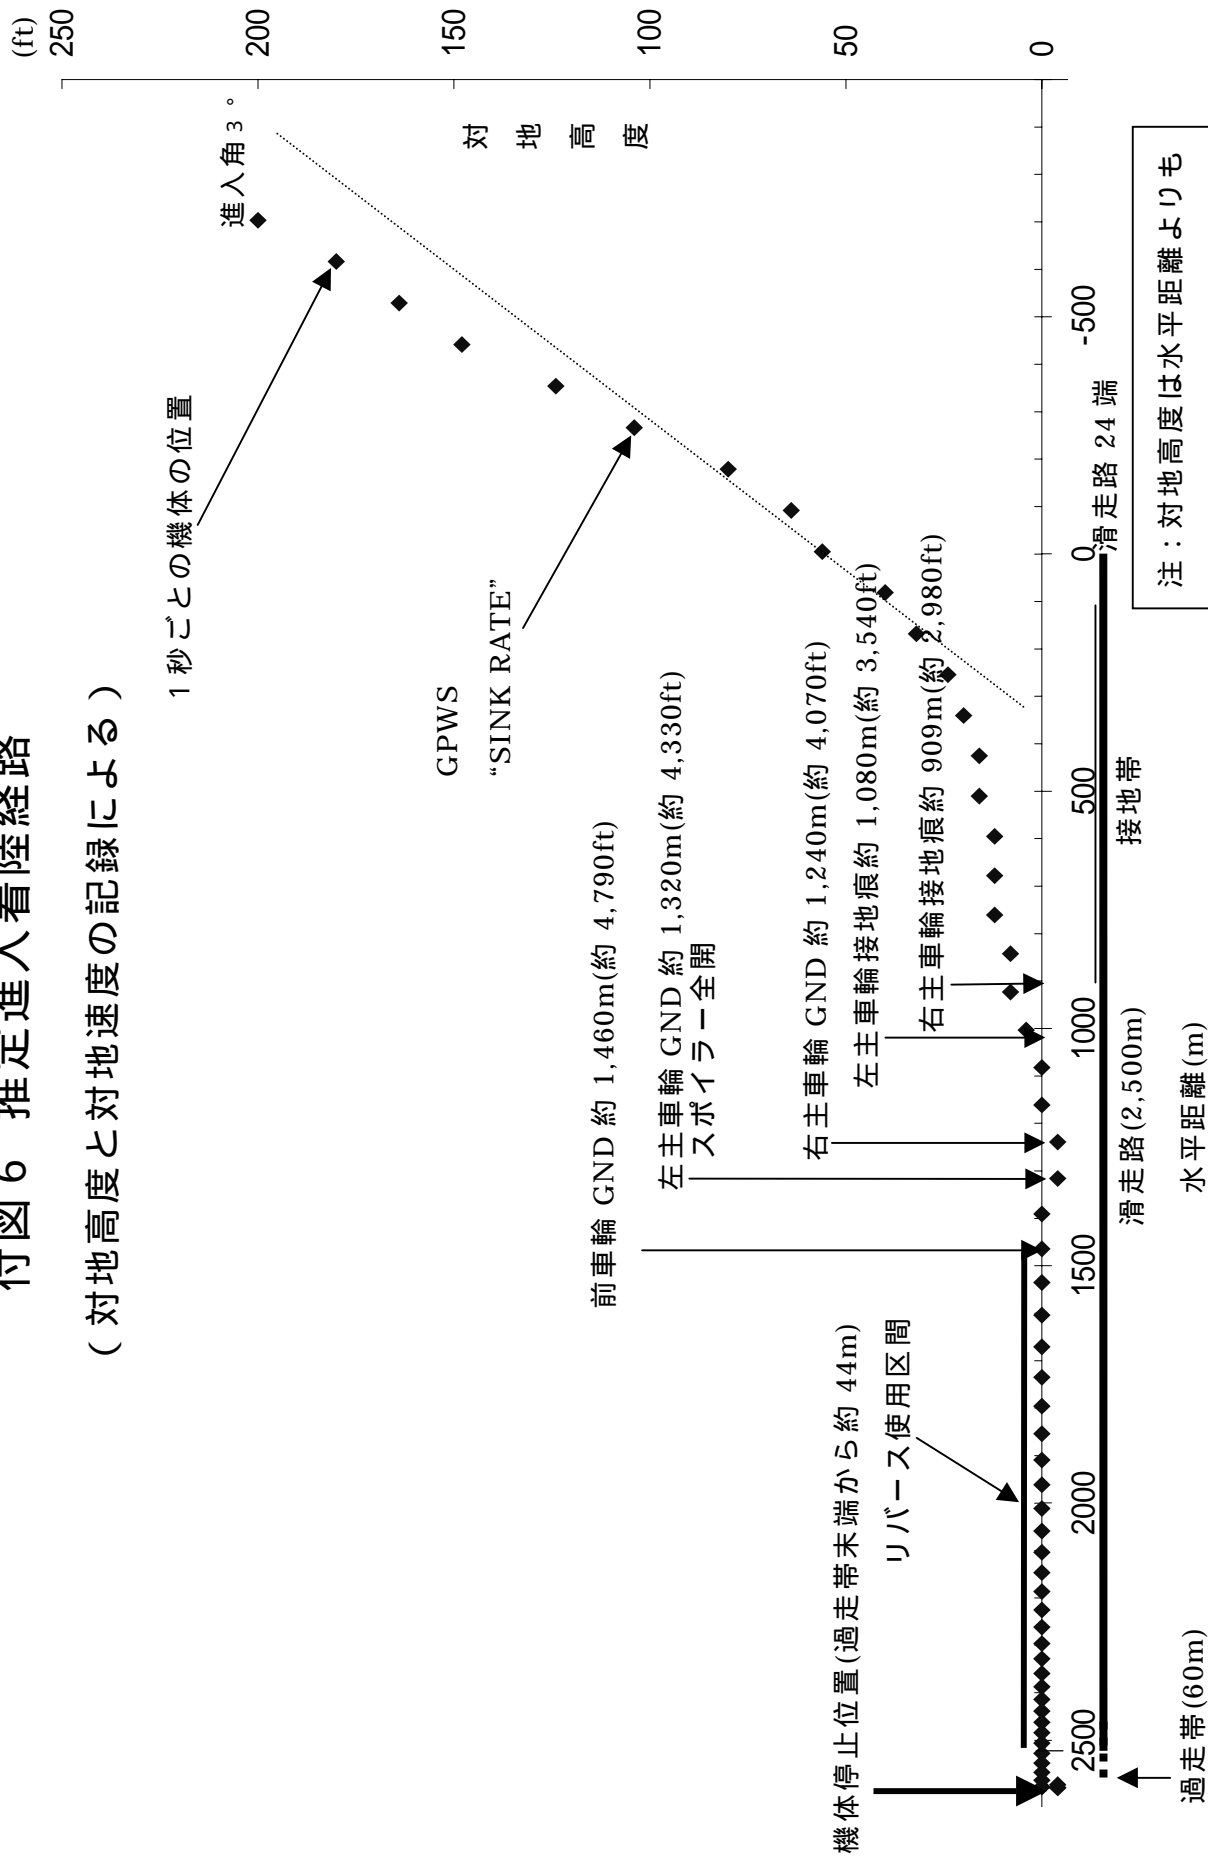 付図６ 推定進入着陸経路
(対地高度と対地速度の記録による)
(ft)
250
200
150
100
50
0
対地高度
進入角3°
1秒ごとの機体の位置
GPWS
“SINK RATE”
前車輪 GND 約 1,460m(約 4,790ft)
左主車輪 GND 約 1,320m(約 4,330ft)
スポイラー全開
右主車輪 GND 約 1,240m(約 4,070ft)
左主車輪接地痕約 1,080m(約 3,540ft)
右主車輪接地痕約 909m(約 2,980ft)
機体停止位置(過走帯末端から約 44m)
リバース使用区間
2500
2000
1500
1000
500
0
-500
滑走路 24 端
接地帯
滑走路(2,500m)
水平距離(m)
過走帯(60m)
注：対地高度は水平距離よりも